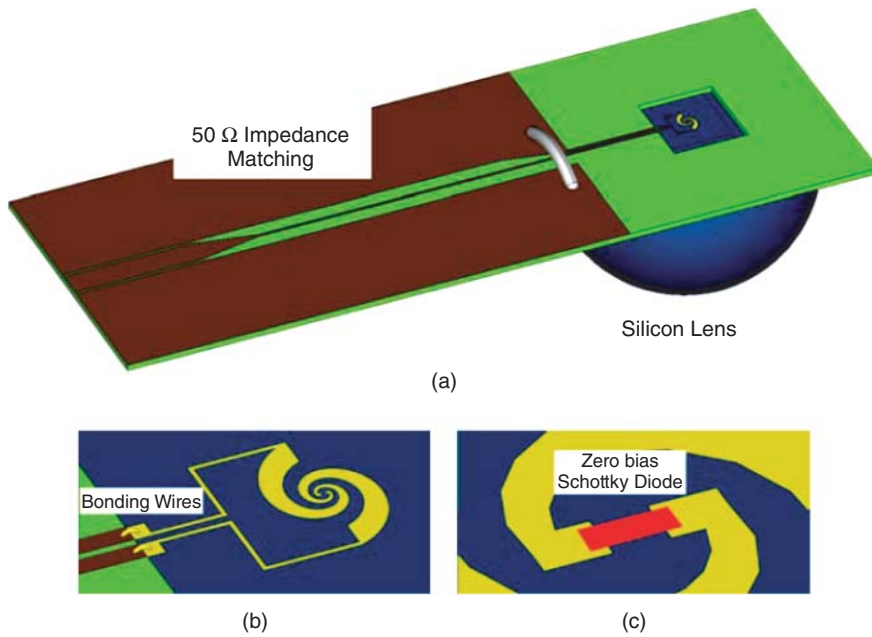 50 Ω Impedance
Matching
Silicon Lens
(a)
Bonding Wires
(b)
Zero bias
Schottky Diode
(c)